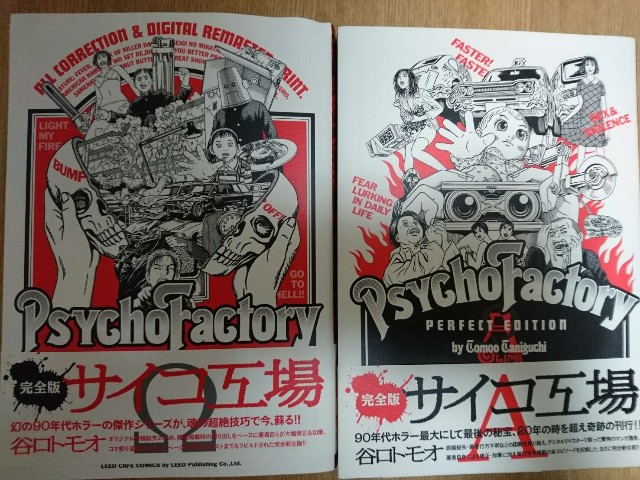 ALL CORRECTION & DIGITAL REMASTER PRINT.
LIGHT
MY
FIRE
BUMP
OFF!
GO
TO
HELL!!
PsychoFactory
完全版
サイコ工場
Ω
幻の90年代ホラーの傑作シリーズが、魂の超絶技巧で、今、蘇る!!
谷口トモオ
LEED CAFE COMICS by LEED Publishing Co.,Ltd.
FASTER!
FASTE
SEX &
VIOLENCE
FEAR
LURKING
IN DAILY
LIFE
PsychoFactory
PERFECT EDITION
by Tomoo Taniguchi
完全版
サイコ工場
A
90年代ホラー最大にして最後の秘宝、20年の時を超え奇跡の刊行!!
谷口トモオ